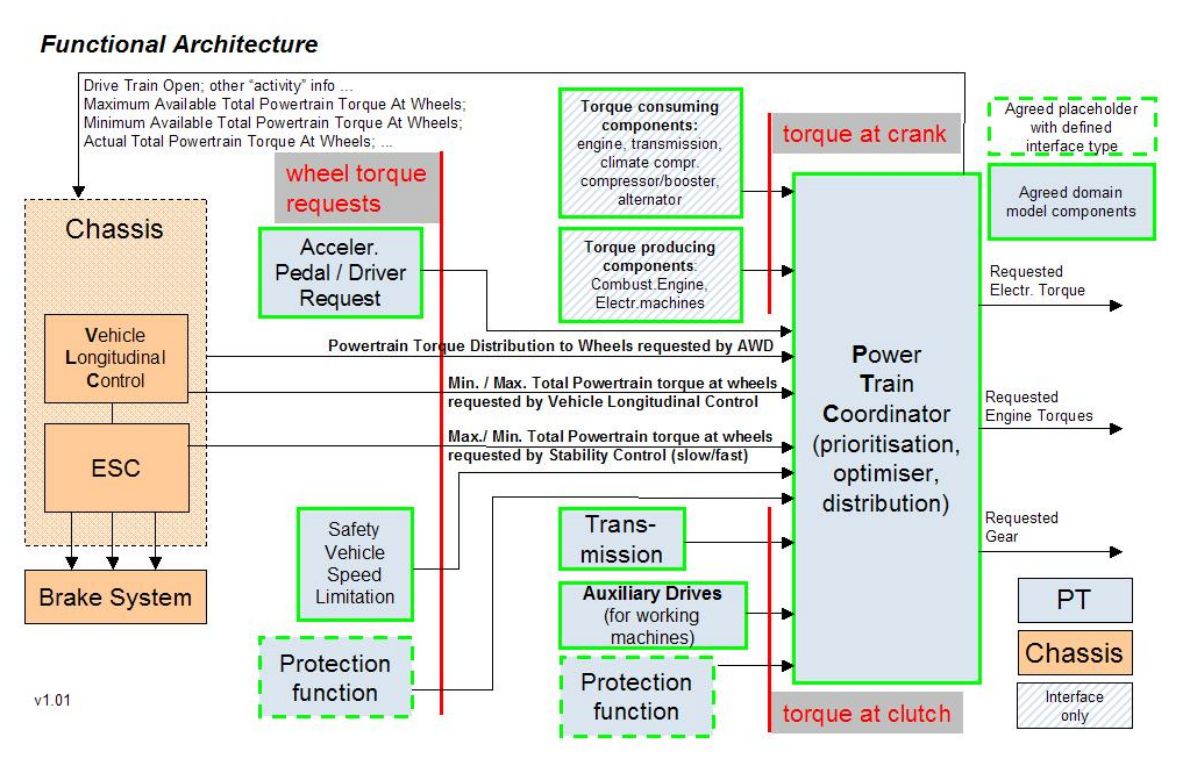 Functional Architecture
Drive Train Open; other “activity” info ...
Maximum Available Total Powertrain Torque At Wheels;
Minimum Available Total Powertrain Torque At Wheels;
Actual Total Powertrain Torque At Wheels; ...
wheel torque
requests
Chassis
Vehicle
Longitudinal
Control
ESC
Brake System
Acceler.
Pedal / Driver
Request
Torque consuming
components:
engine, transmission,
climate compr.
compressor/booster,
alternator
Torque producing
components:
Combust.Engine,
Electr.machines
torque at crank
Agreed placeholder
with defined
interface type
Agreed domain
model components
Powertrain Torque Distribution to Wheels requested by AWD
Min. / Max. Total Powertrain torque at wheels
requested by Vehicle Longitudinal Control
Max./ Min. Total Powertrain torque at wheels
requested by Stability Control (slow/fast)
Power
Train
Coordinator
(prioritisation,
optimiser,
distribution)
Requested
Electr. Torque
Requested
Engine Torques
Requested
Gear
Safety
Vehicle
Speed
Limitation
Protection
function
Trans-
mission
Auxiliary Drives
(for working
machines)
Protection
function
torque at clutch
PT
Chassis
Interface
only
v1.01